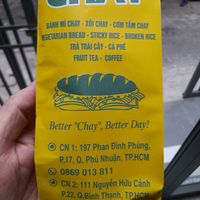 CHAY
BÁNH MÌ CHAY - XÔI CHAY - CƠM TẤM CHAY
VEGETARIAN BREAD - STICKY RICE - BROKEN RICE
TRÀ TRÁI CÂY - CÀ PHÊ
FRUIT TEA - COFFEE
Better "Chay", Better Day!
CN 1: 197 Phan Đình Phùng,
P.17, Q. Phú Nhuận, TP.HCM
0869 013 811
CN 2: 111 Nguyễn Hữu Cảnh
P.22, Q.Bình Thạnh, TP.HCM